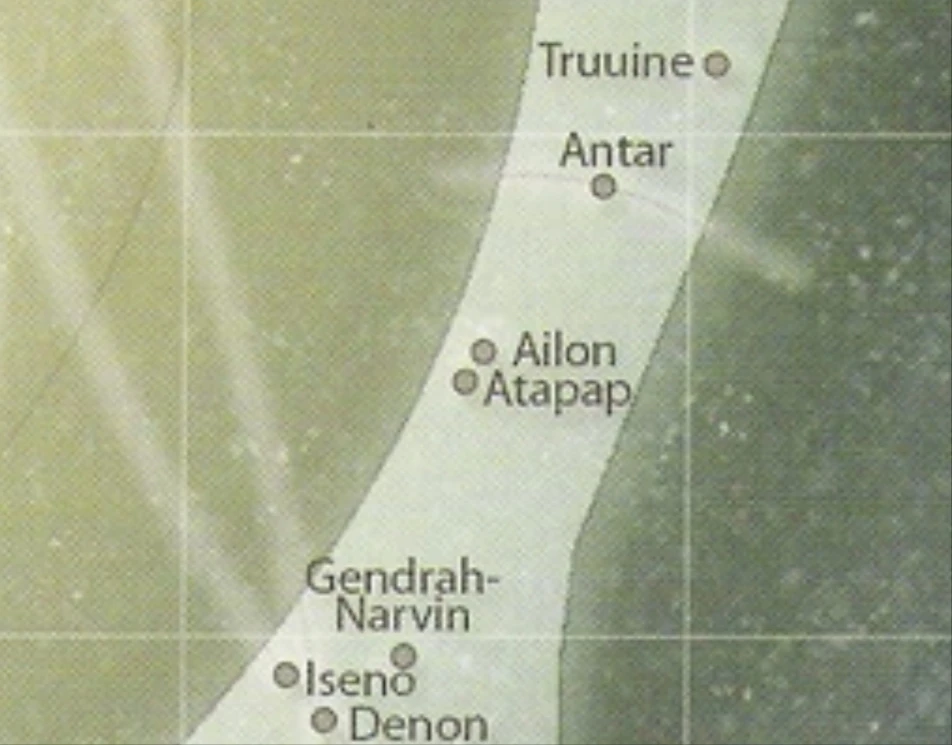 Truuine
Antar
Ailon
Atapap
Gendrah-
Narvin
Iseno
Denon